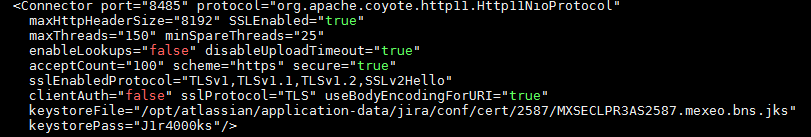 <Connector port="8485" protocol="org.apache.coyote.http11.Http11NioProtocol"
maxHttpHeaderSize="8192" SSLEnabled="true"
maxThreads="150" minSpareThreads="25"
enableLookups="false" disableUploadTimeout="true"
acceptCount="100" scheme="https" secure="true"
sslEnabledProtocol="TLSv1,TLSv1.1,TLSv1.2,SSLv2Hello"
clientAuth="false" sslProtocol="TLS" useBodyEncodingForURI="true"
keystoreFile="/opt/atlassian/application-data/jira/conf/cert/2587/MXSECLPR3AS2587.mexeo.bns.jks"
keystorePass="J1r4000ks"/>